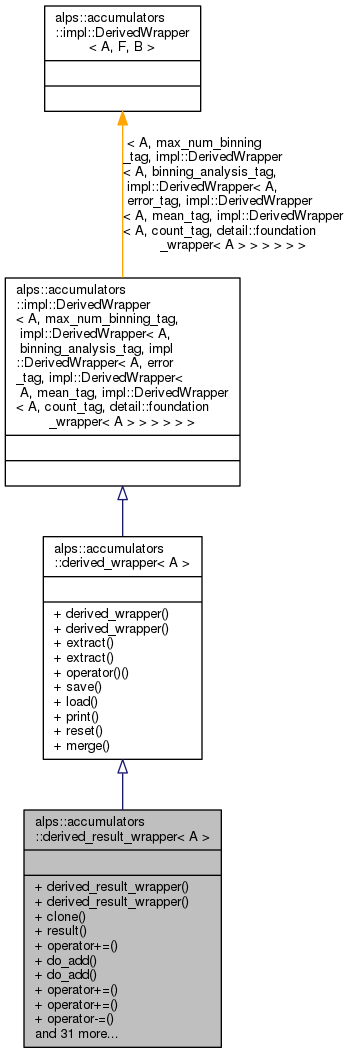 alps::accumulators
::impl::DerivedWrapper
< A, F, B >
< A, max_num_binning
_tag, impl::DerivedWrapper
< A, binning_analysis_tag,
impl::DerivedWrapper< A,
error_tag, impl::DerivedWrapper
< A, mean_tag, impl::DerivedWrapper
< A, count_tag, detail::foundation
_wrapper< A > > > > > >
alps::accumulators
::impl::DerivedWrapper
< A, max_num_binning_tag,
impl::DerivedWrapper< A,
binning_analysis_tag, impl
::DerivedWrapper< A, error
_tag, impl::DerivedWrapper<
A, mean_tag, impl::DerivedWrapper
< A, count_tag, detail::foundation
_wrapper< A > > > > > >
alps::accumulators
::derived_wrapper< A >
+ derived_wrapper()
+ derived_wrapper()
+ extract()
+ extract()
+ operator()()
+ save()
+ load()
+ print()
+ reset()
+ merge()
alps::accumulators
::derived_result_wrapper< A >
+ derived_result_wrapper()
+ derived_result_wrapper()
+ clone()
+ result()
+ operator+=()
+ do_add()
+ do_add()
+ operator+=()
+ operator+=()
+ operator-=()
and 31 more...